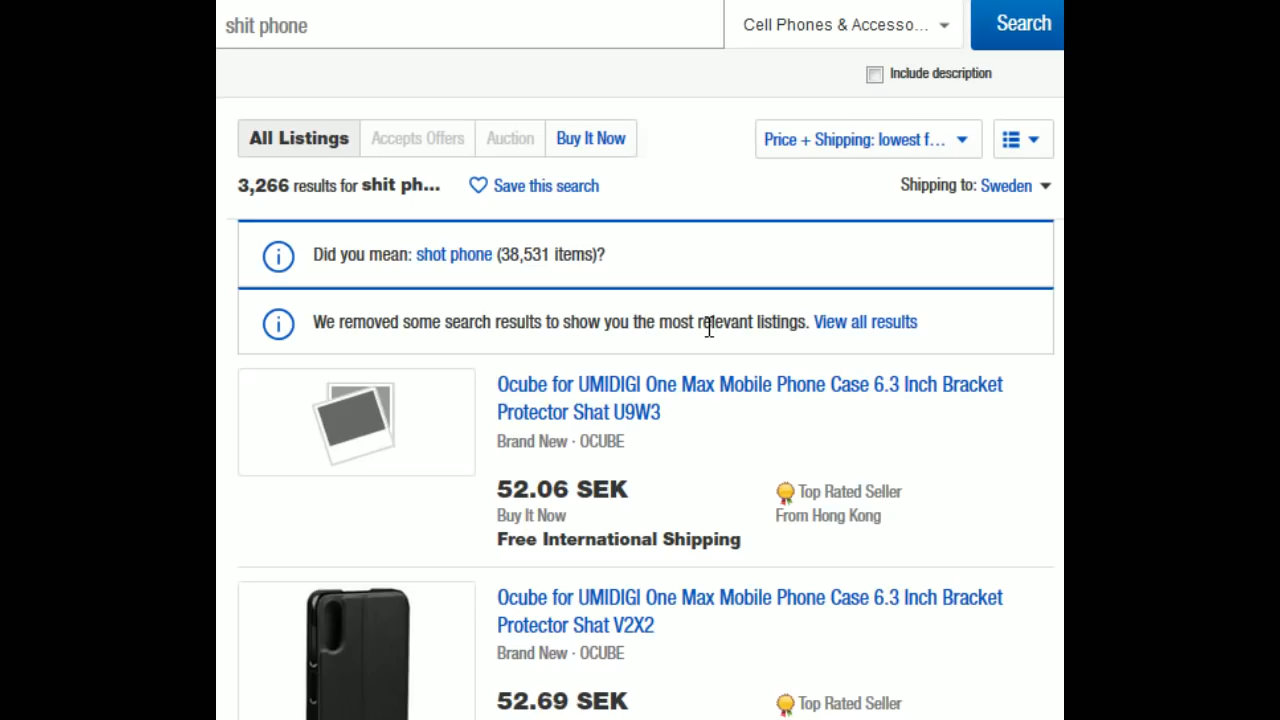 shit phone
Cell Phones & Accesso...
Search
Include description
All Listings
Accepts Offers
Auction
Buy It Now
Price + Shipping: lowest f...
3,266 results for shit ph...
Save this search
Shipping to: Sweden
Did you mean: shot phone (38,531 items)?
We removed some search results to show you the most relevant listings. View all results
Ocube for UMIDIGI One Max Mobile Phone Case 6.3 Inch Bracket
Protector Shat U9W3
Brand New · OCUBE
52.06 SEK
Top Rated Seller
Buy It Now
From Hong Kong
Free International Shipping
Ocube for UMIDIGI One Max Mobile Phone Case 6.3 Inch Bracket
Protector Shat V2X2
Brand New · OCUBE
52.69 SEK
Top Rated Seller